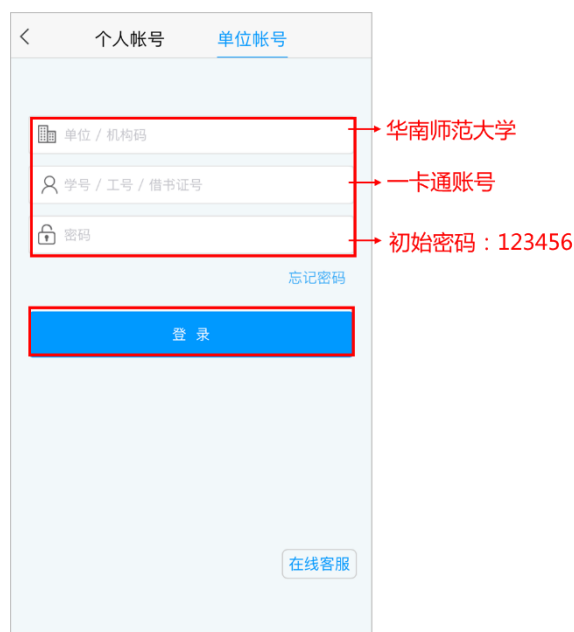 个人帐号 单位帐号
单位 / 机构码
华南师范大学
学号 / 工号 / 借书证号
一卡通账号
密码
初始密码：123456
忘记密码
登 录
在线客服